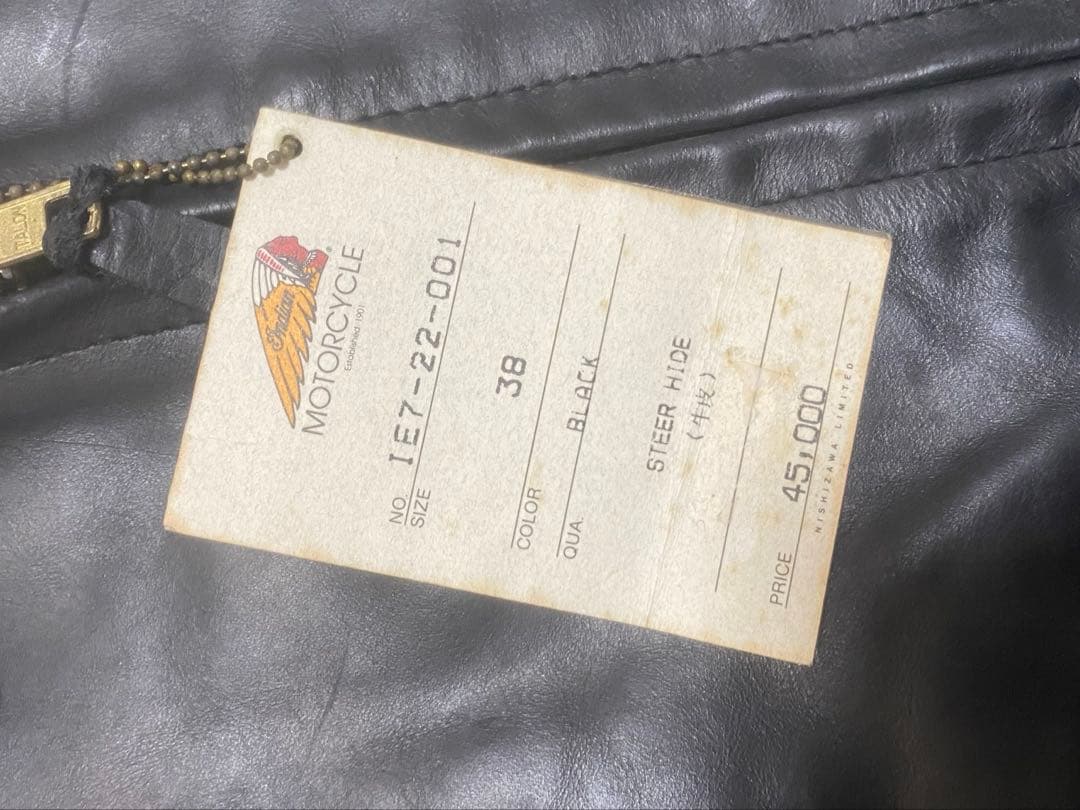 Indian
MOTORCYCLE
®
Established 1901
NO. IE7-22-001
SIZE
38
COLOR
BLACK
QUA.
STEER HIDE
(牛皮)
PRICE 45,000
NISHIZAWA LIMITED
TALON